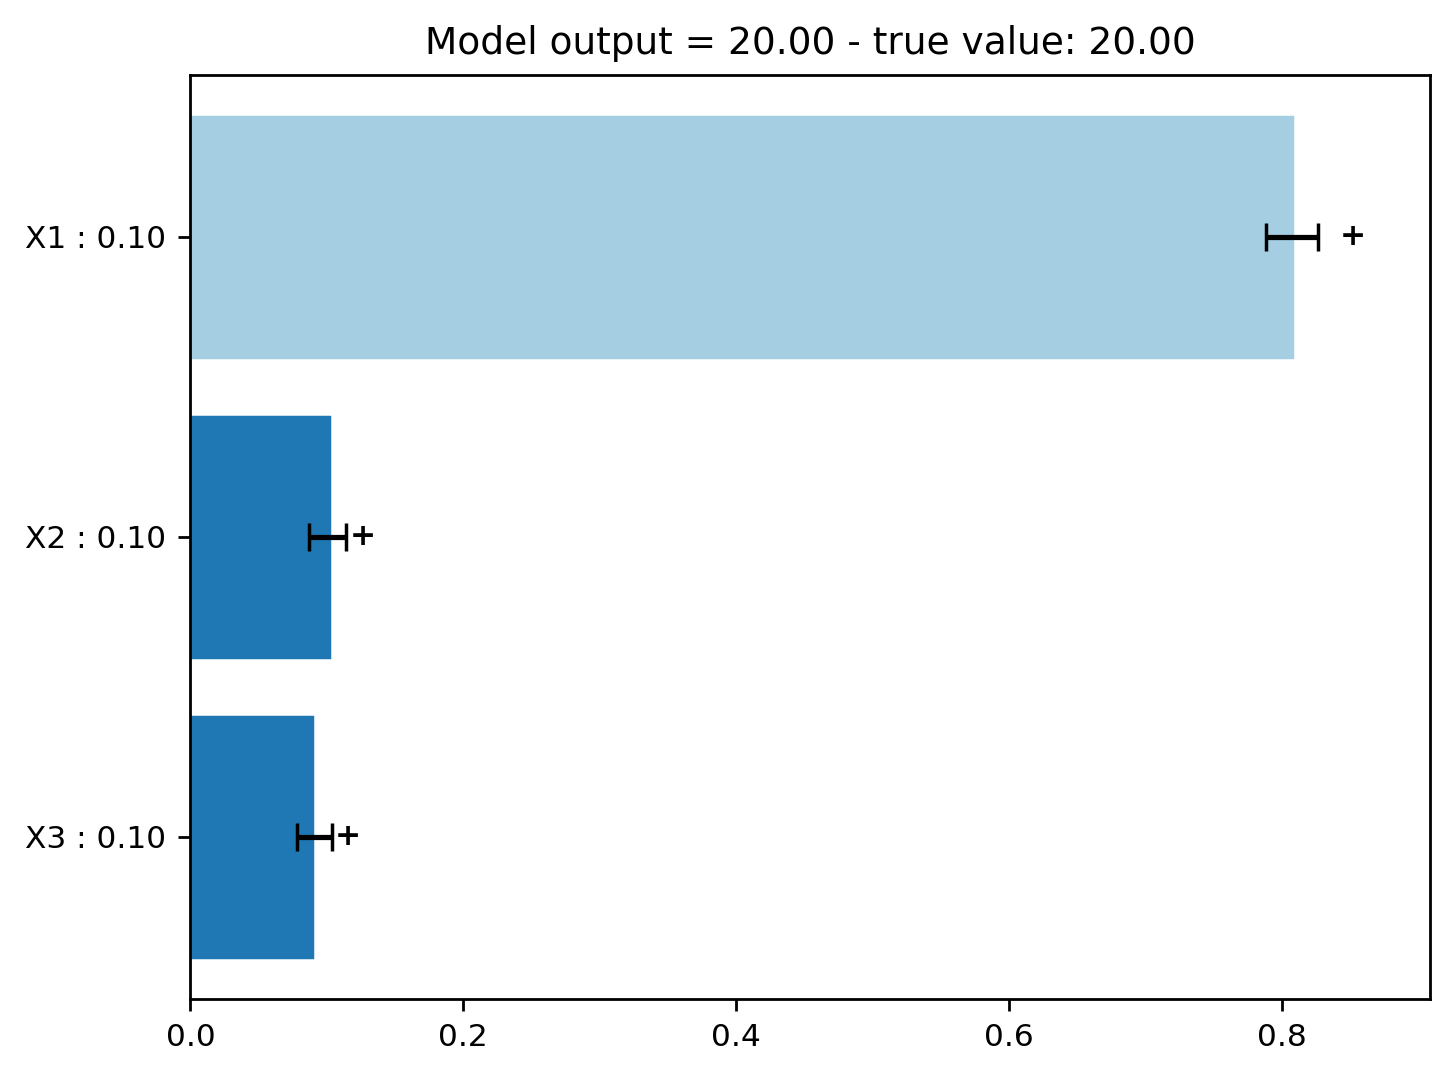 Model output = 20.00 - true value: 20.00
X1 : 0.10
+
X2 : 0.10
+
X3 : 0.10
+
0.0 0.2 0.4 0.6 0.8